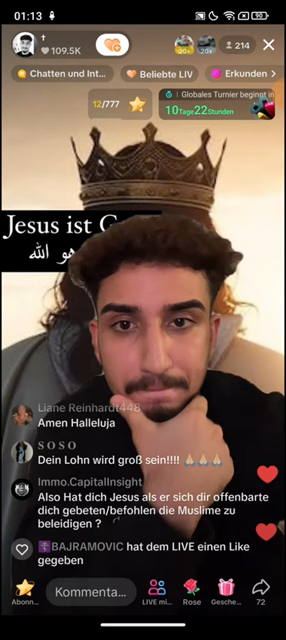 01:13
90
†
109.5K
20+
20+
214
Chatten und Int...
Beliebte LIV
Erkunden
12/777
Globales Turnier beginnt in
10Tage22Stunden
Jesus ist G
هو الله
Liane Reinhardt448
Amen Halleluja
S O S O
Dein Lohn wird groß sein!!!! 🙏🏼🙏🏼🙏🏼
Immo.CapitalInsight
Also Hat dich Jesus als er sich dir offenbarte
dich gebeten/befohlen die Muslime zu
beleidigen ?
BAJRAMOVIC hat dem LIVE einen Like
gegeben
Kommenta...
Abonn...
LIVE mi...
Rose
Gesche...
72